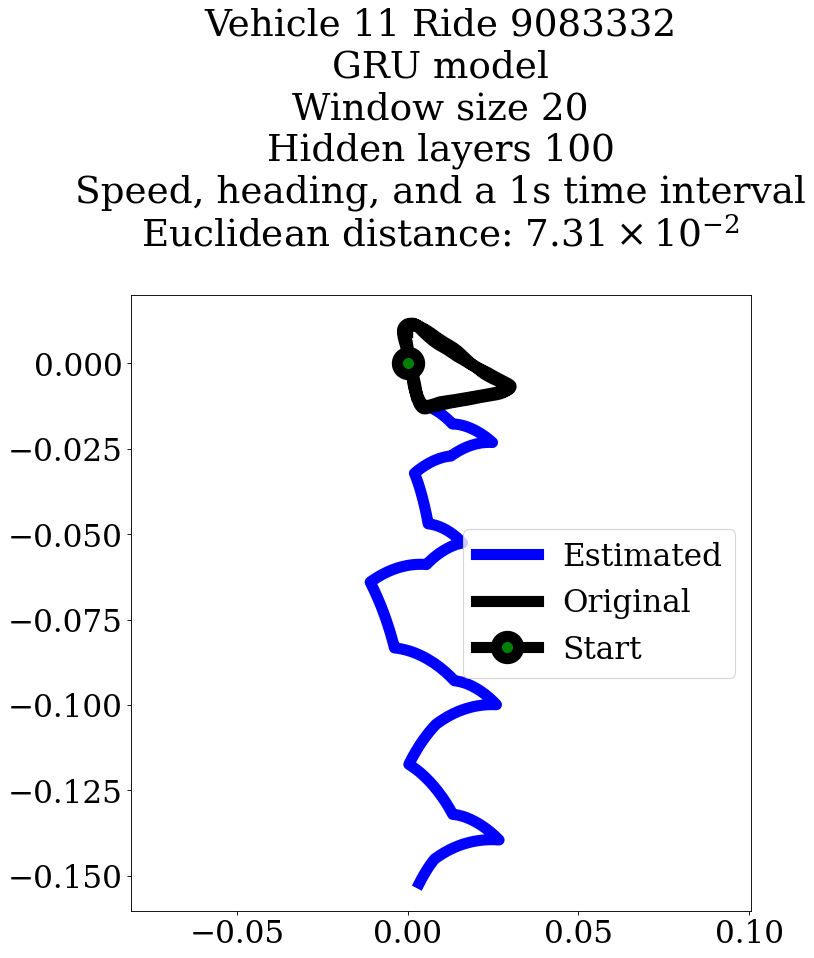 Vehicle 11 Ride 9083332
GRU model
Window size 20
Hidden layers 100
Speed, heading, and a 1s time interval
Euclidean distance: 7.31 × 10⁻²
0.000
−0.025
−0.050
−0.075
−0.100
−0.125
−0.150
Estimated
Original
Start
−0.05
0.00
0.05
0.10